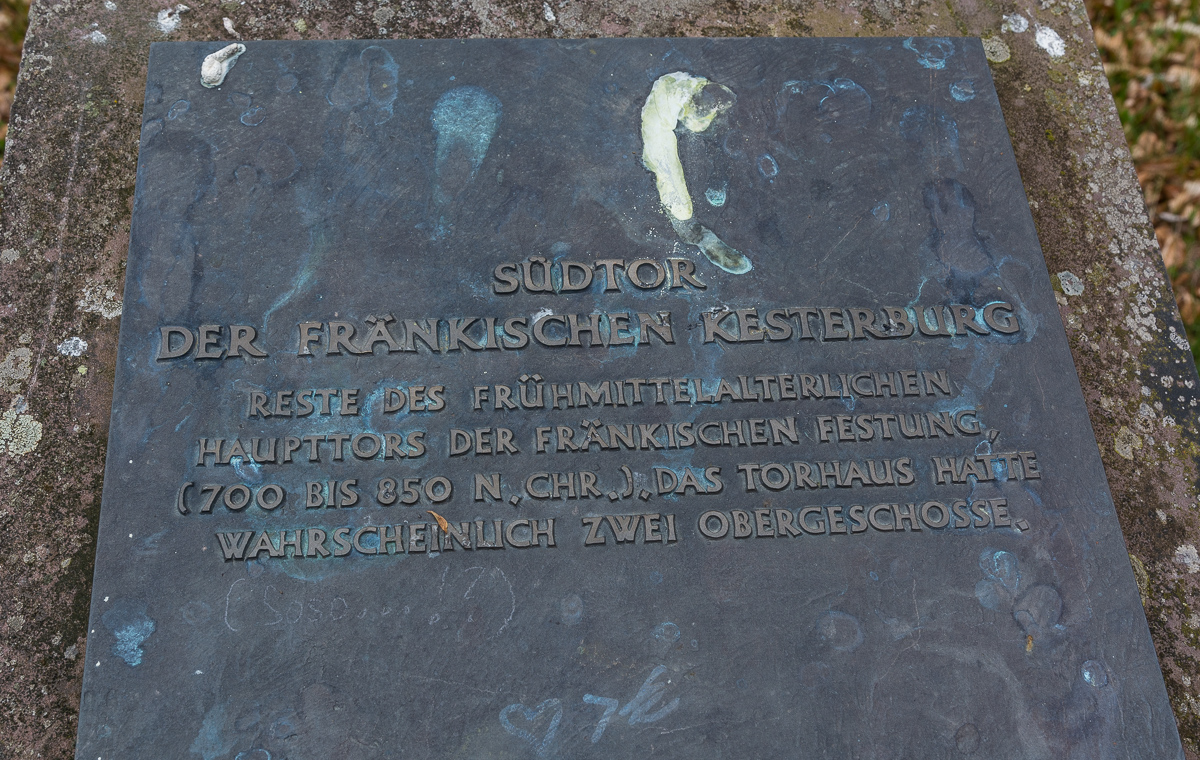 SÜDTOR
DER FRÄNKISCHEN KESTERBURG
RESTE DES FRÜHMITTELALTERLICHEN
HAUPTTORS DER FRÄNKISCHEN FESTUNG,
(700 BIS 850 N.CHR.), DAS TORHAUS HATTE
WAHRSCHEINLICH ZWEI OBERGESCHOSSE.